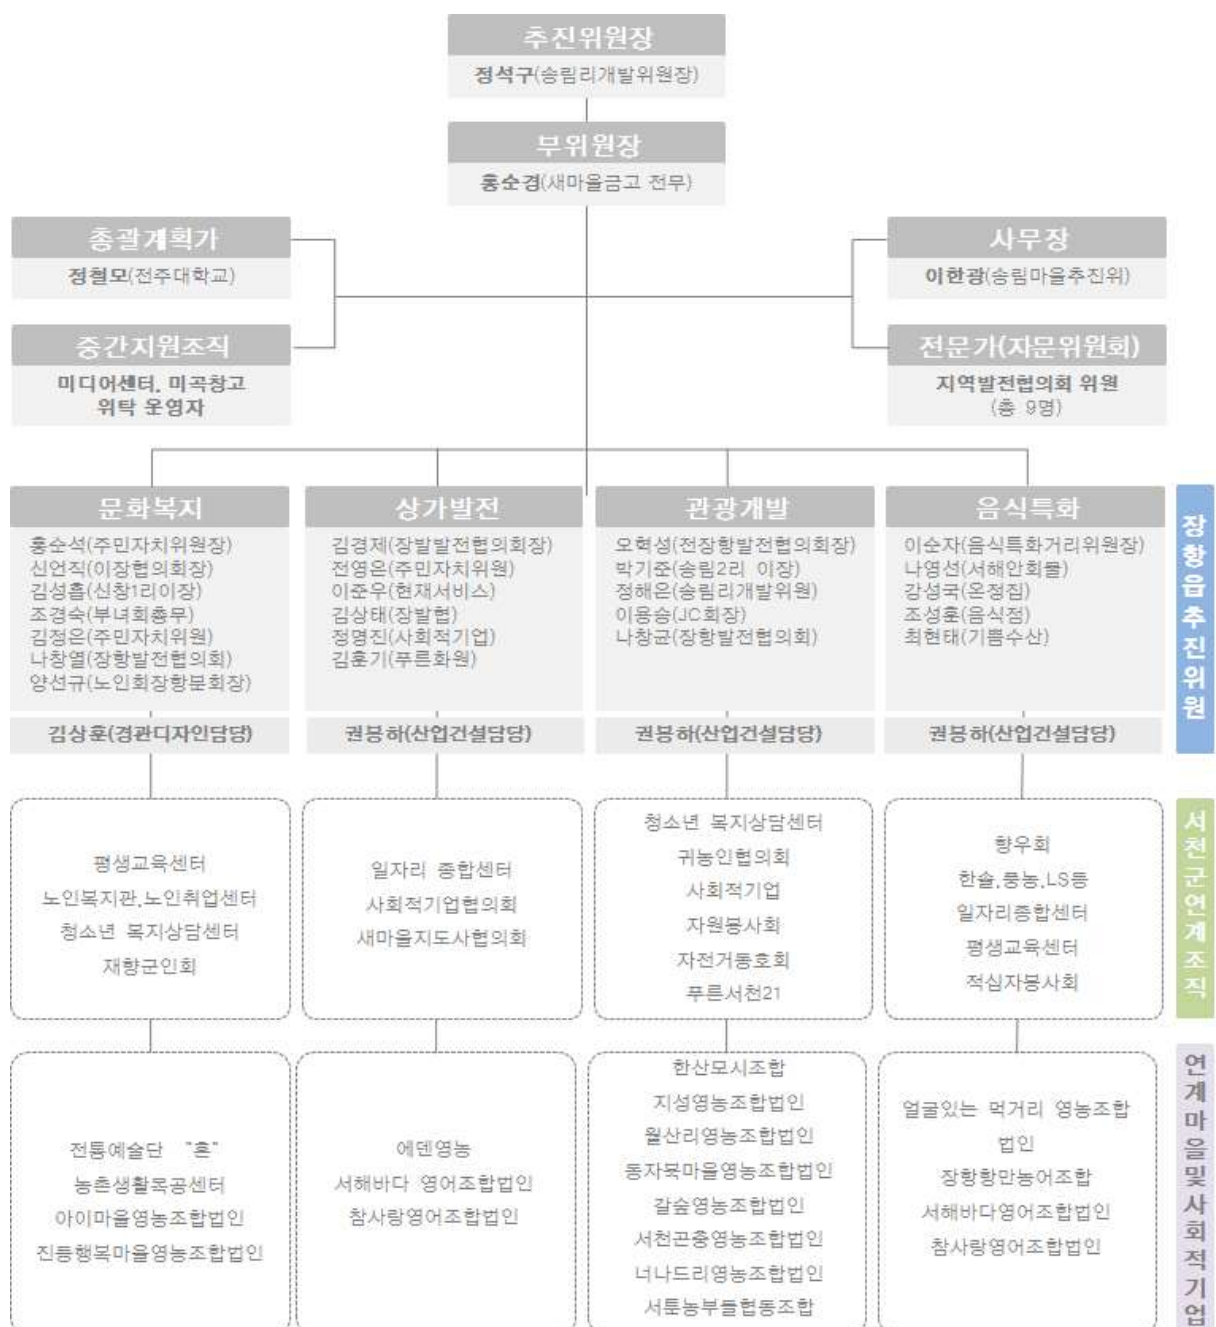 추진위원장
정석구(송림리개발위원장)
부위원장
홍순경(새마을금고 전무)
총괄계획가
정철모(전주대학교)
사무장
이한광(송림마을추진위)
중간지원조직
미디어센터, 미곡창고
위탁 운영자
전문가(자문위원회)
지역발전협의회 위원
(총 9명)
문화복지
홍순석(주민자치위원장)
신언직(이장협의회장)
김성흡(신창1리이장)
조경숙(부녀회총무)
김정은(주민자치위원)
나창열(장항발전협의회)
양선규(노인회장항분회장)
김상훈(경관디자인담당)
상가발전
김경제(장발발전협의회장)
전영은(주민자치위원)
이준우(현재서비스)
김상태(장발협)
정명진(사회적기업)
김훈기(푸른화원)
권봉하(산업건설담당)
관광개발
오혁성(전장항발전협의회장)
박기준(송림2리 이장)
정해은(송림리개발위원)
이용승(JC회장)
나창균(장항발전협의회)
권봉하(산업건설담당)
음식특화
이순자(음식특화거리위원장)
나영선(서해안회물)
강성국(온정집)
조성훈(음식점)
최현태(기쁨수산)
권봉하(산업건설담당)
장항읍추진위원
평생교육센터
노인복지관,노인취업센터
청소년 복지상담센터
재향군인회
일자리 종합센터
사회적기업협의회
새마을지도사협의회
청소년 복지상담센터
귀농인협의회
사회적기업
자원봉사회
자전거동호회
푸른서천21
향우회
한솔,풍농,LS등
일자리종합센터
평생교육센터
적십자봉사회
서천군연계조직
전통예술단 "혼"
농촌생활목공센터
아이마을영농조합법인
진등행복마을영농조합법인
에덴영농
서해바다 영어조합법인
참사랑영어조합법인
한산모시조합
지성영농조합법인
월산리영농조합법인
동자북마을영농조합법인
갈숲영농조합법인
서천곤충영농조합법인
너나드리영농조합법인
서툰농부들협동조합
얼굴있는 먹거리 영농조합
법인
장항항만농어조합
서해바다영어조합법인
참사랑영어조합법인
연계마을및사회적기업